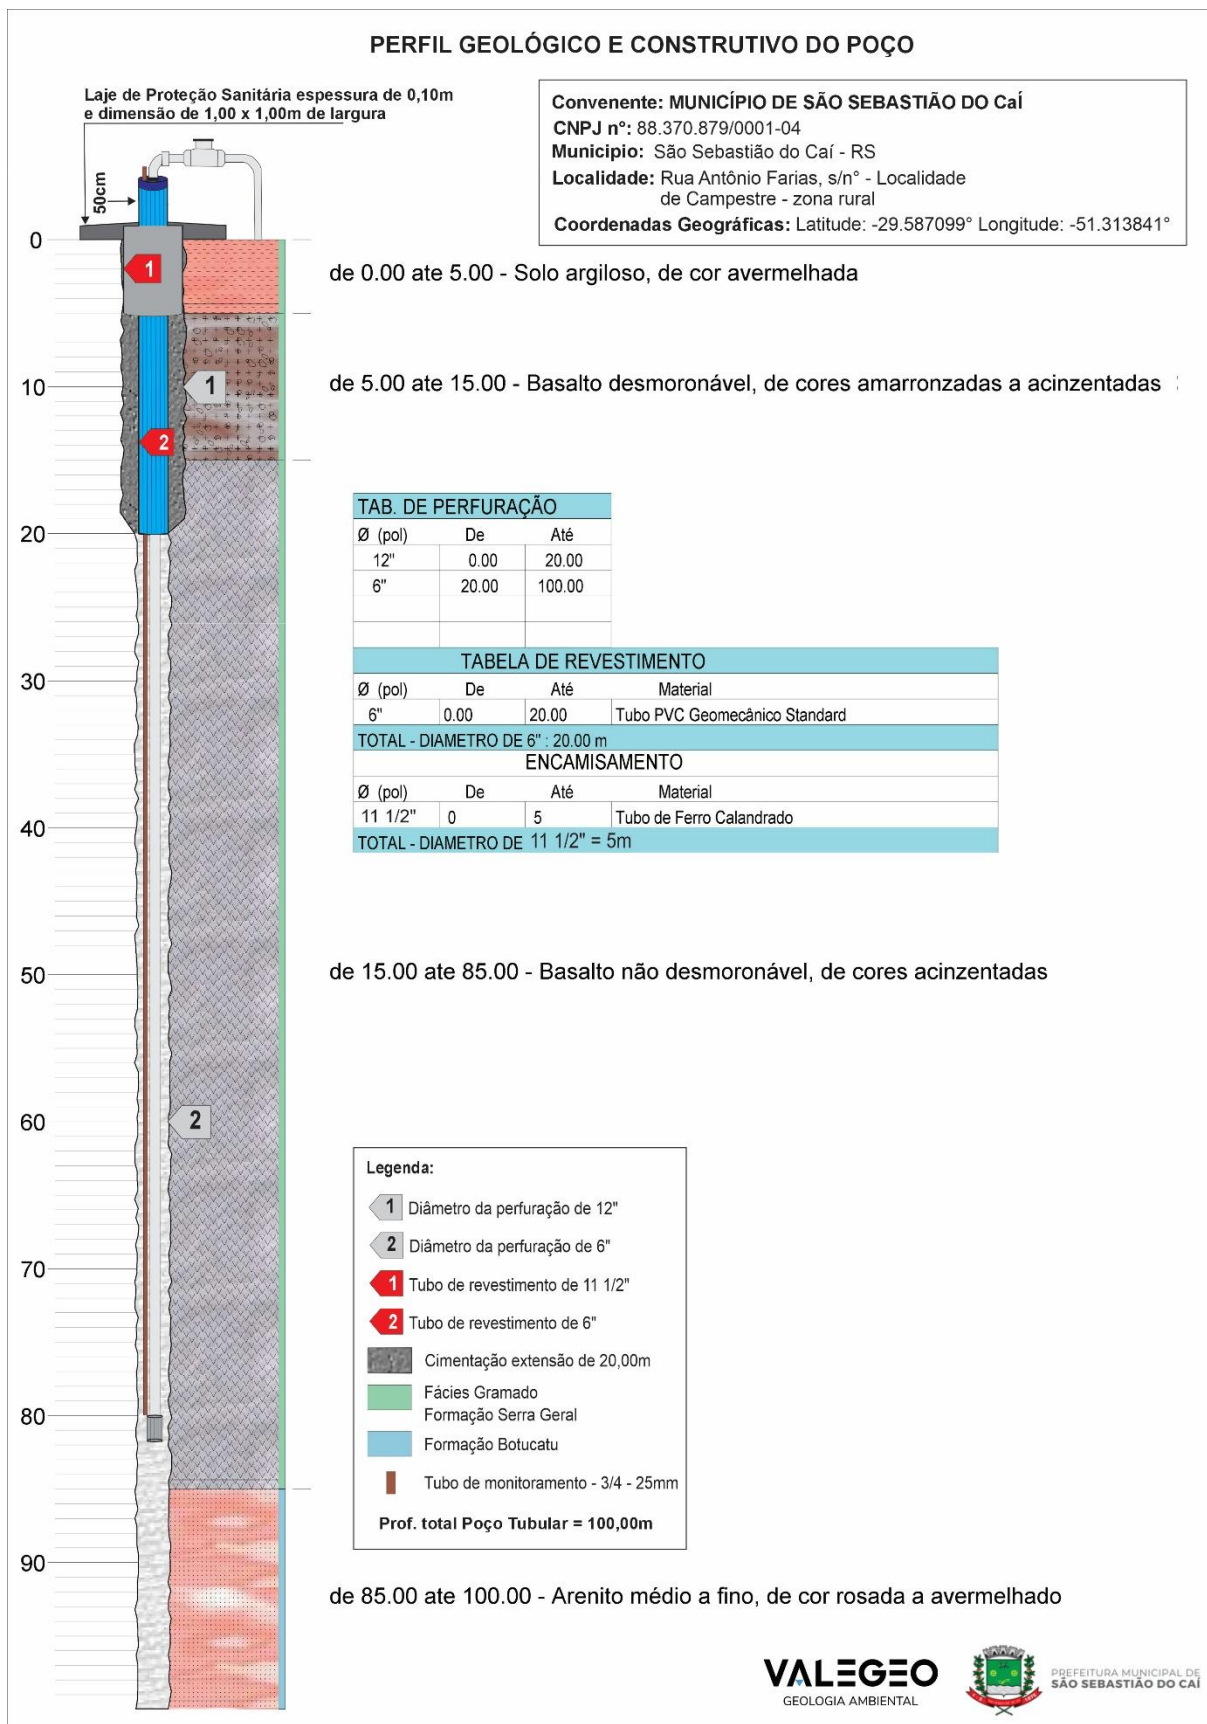 PERFIL GEOLÓGICO E CONSTRUTIVO DO POÇO
Laje de Proteção Sanitária espessura de 0,10m
e dimensão de 1,00 x 1,00m de largura
50cm
Convenente: MUNICÍPIO DE SÃO SEBASTIÃO DO CaÍ
CNPJ n°: 88.370.879/0001-04
Municipio: São Sebastião do Caí - RS
Localidade: Rua Antônio Farias, s/n° - Localidade
de Campestre - zona rural
Coordenadas Geográficas: Latitude: -29.587099° Longitude: -51.313841°
0
1
de 0.00 ate 5.00 - Solo argiloso, de cor avermelhada
10
1
de 5.00 ate 15.00 - Basalto desmoronável, de cores amarronzadas a acinzentadas
2
TAB. DE PERFURAÇÃO
Ø (pol) De Até
12" 0.00 20.00
6" 20.00 100.00
20
TABELA DE REVESTIMENTO
Ø (pol) De Até Material
6" 0.00 20.00 Tubo PVC Geomecânico Standard
TOTAL - DIAMETRO DE 6" : 20.00 m
ENCAMISAMENTO
Ø (pol) De Até Material
11 1/2" 0 5 Tubo de Ferro Calandrado
TOTAL - DIAMETRO DE 11 1/2" = 5m
30
40
50
de 15.00 ate 85.00 - Basalto não desmoronável, de cores acinzentadas
60
2
Legenda:
1 Diâmetro da perfuração de 12"
2 Diâmetro da perfuração de 6"
1 Tubo de revestimento de 11 1/2"
2 Tubo de revestimento de 6"
Cimentação extensão de 20,00m
Fácies Gramado
Formação Serra Geral
Formação Botucatu
Tubo de monitoramento - 3/4 - 25mm
Prof. total Poço Tubular = 100,00m
70
80
90
de 85.00 ate 100.00 - Arenito médio a fino, de cor rosada a avermelhado
VALEGEO
GEOLOGIA AMBIENTAL
PREFEITURA MUNICIPAL DE
SÃO SEBASTIÃO DO CAÍ